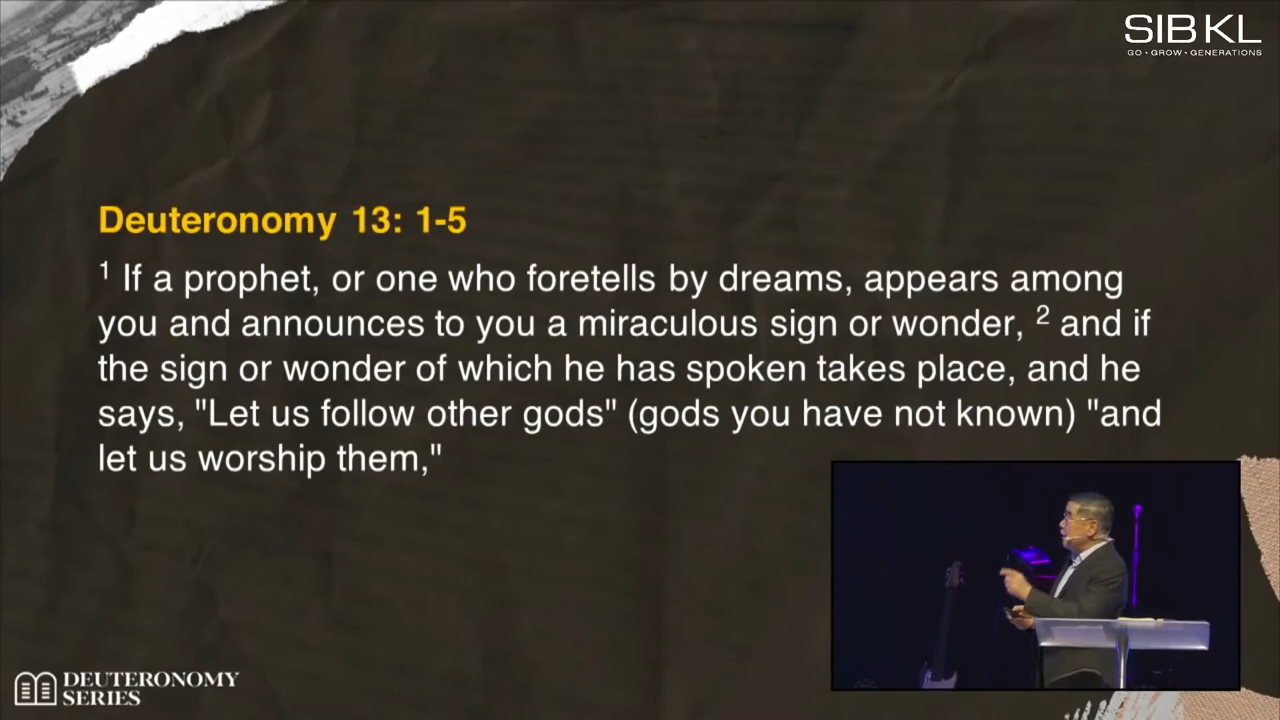 SIBKL
GO • GROW • GENERATIONS
Deuteronomy 13: 1-5
1 If a prophet, or one who foretells by dreams, appears among
you and announces to you a miraculous sign or wonder, 2 and if
the sign or wonder of which he has spoken takes place, and he
says, "Let us follow other gods" (gods you have not known) "and
let us worship them,"
DEUTERONOMY
SERIES